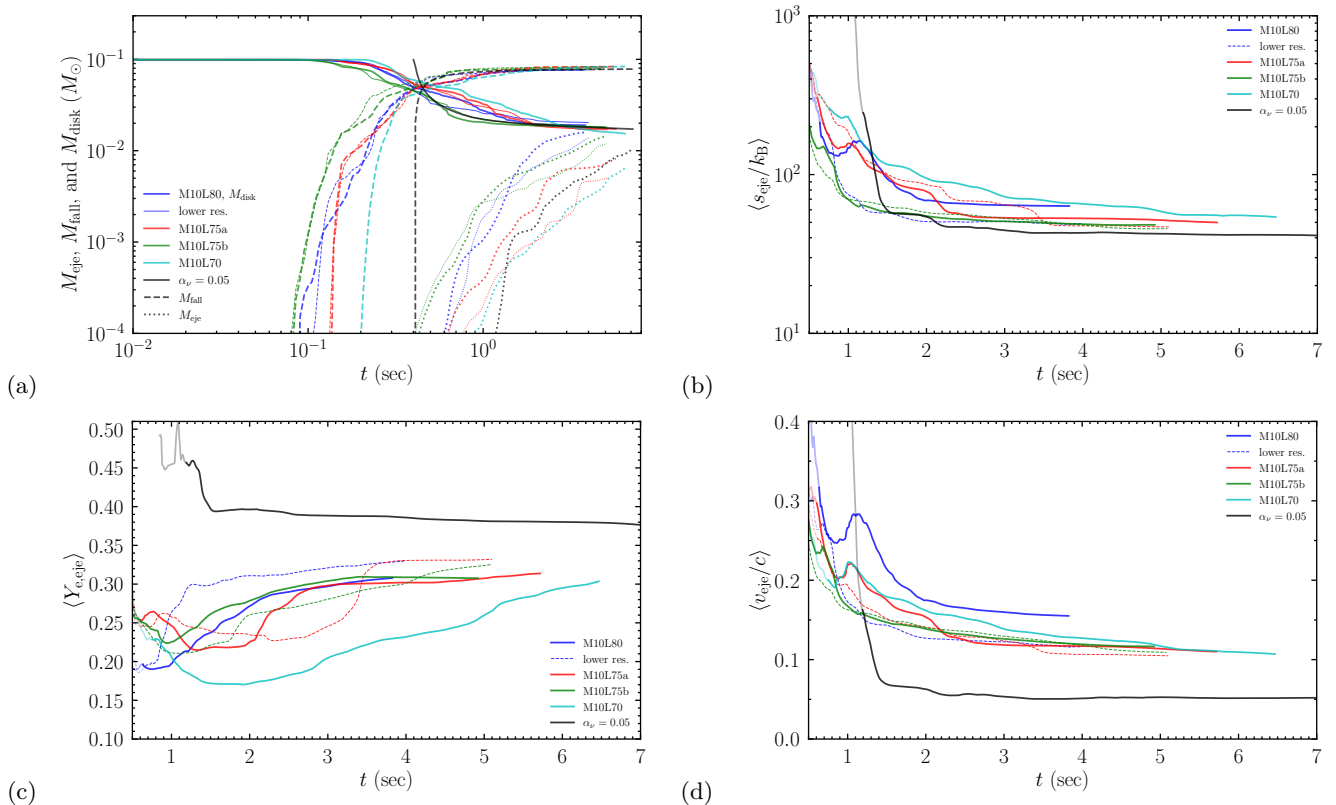 M_eje, M_fall, and M_disk (M_⊙)
10^-1
10^-2
10^-3
10^-4
M10L80, M_disk
lower res.
M10L75a
M10L75b
M10L70
α_ν = 0.05
M_fall
M_eje
10^-2 10^-1 10^0
t (sec)
(a)
⟨s_eje/k_B⟩
10^3
10^2
10^1
M10L80
lower res.
M10L75a
M10L75b
M10L70
α_ν = 0.05
1 2 3 4 5 6 7
t (sec)
(b)
⟨Y_e,eje⟩
0.50
0.45
0.40
0.35
0.30
0.25
0.20
0.15
0.10
M10L80
lower res.
M10L75a
M10L75b
M10L70
α_ν = 0.05
1 2 3 4 5 6 7
t (sec)
(c)
⟨v_eje/c⟩
0.4
0.3
0.2
0.1
0.0
M10L80
lower res.
M10L75a
M10L75b
M10L70
α_ν = 0.05
1 2 3 4 5 6 7
t (sec)
(d)